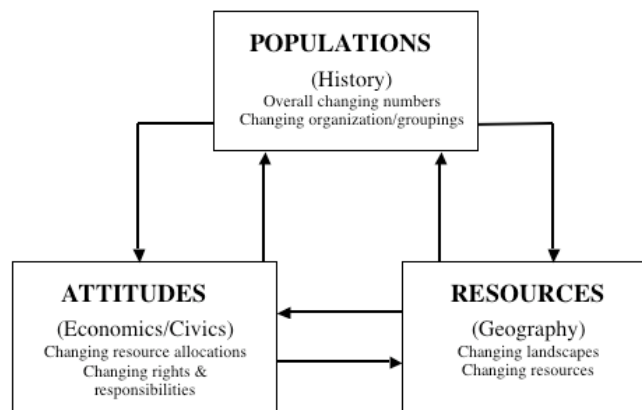 POPULATIONS
(History)
Overall changing numbers
Changing organization/groupings
ATTITUDES
(Economics/Civics)
Changing resource allocations
Changing rights &
responsibilities
RESOURCES
(Geography)
Changing landscapes
Changing resources